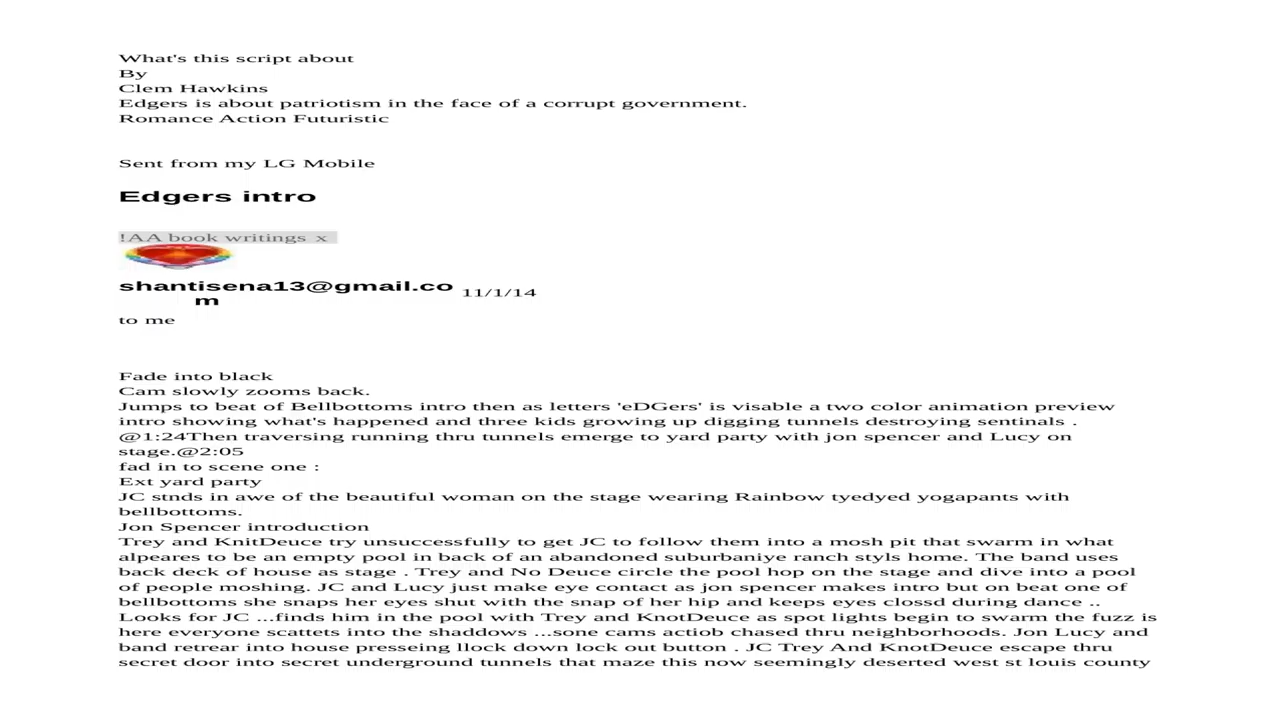 What's this script about
By
Clem Hawkins
Edgers is about patriotism in the face of a corrupt government.
Romance Action Futuristic
Sent from my LG Mobile
Edgers intro
!AA book writings x
shantisena13@gmail.co
m
11/1/14
to me
Fade into black
Cam slowly zooms back.
Jumps to beat of Bellbottoms intro then as letters 'eDGers' is visable a two color animation preview
intro showing what's happened and three kids growing up digging tunnels destroying sentinals .
@1:24Then traversing running thru tunnels emerge to yard party with jon spencer and Lucy on
stage.@2:05
fad in to scene one :
Ext yard party
JC stnds in awe of the beautiful woman on the stage wearing Rainbow tyedyed yogapants with
bellbottoms.
Jon Spencer introduction
Trey and KnitDeuce try unsuccessfully to get JC to follow them into a mosh pit that swarm in what
alpeares to be an empty pool in back of an abandoned suburbaniye ranch styls home. The band uses
back deck of house as stage . Trey and No Deuce circle the pool hop on the stage and dive into a pool
of people moshing. JC and Lucy just make eye contact as jon spencer makes intro but on beat one of
bellbottoms she snaps her eyes shut with the snap of her hip and keeps eyes clossd during dance ..
Looks for JC ...finds him in the pool with Trey and KnotDeuce as spot lights begin to swarm the fuzz is
here everyone scattets into the shaddows ...sone cams actiob chased thru neighborhoods. Jon Lucy and
band retrear into house presseing llock down lock out button . JC Trey And KnotDeuce escape thru
secret door into secret underground tunnels that maze this now seemingly deserted west st louis county